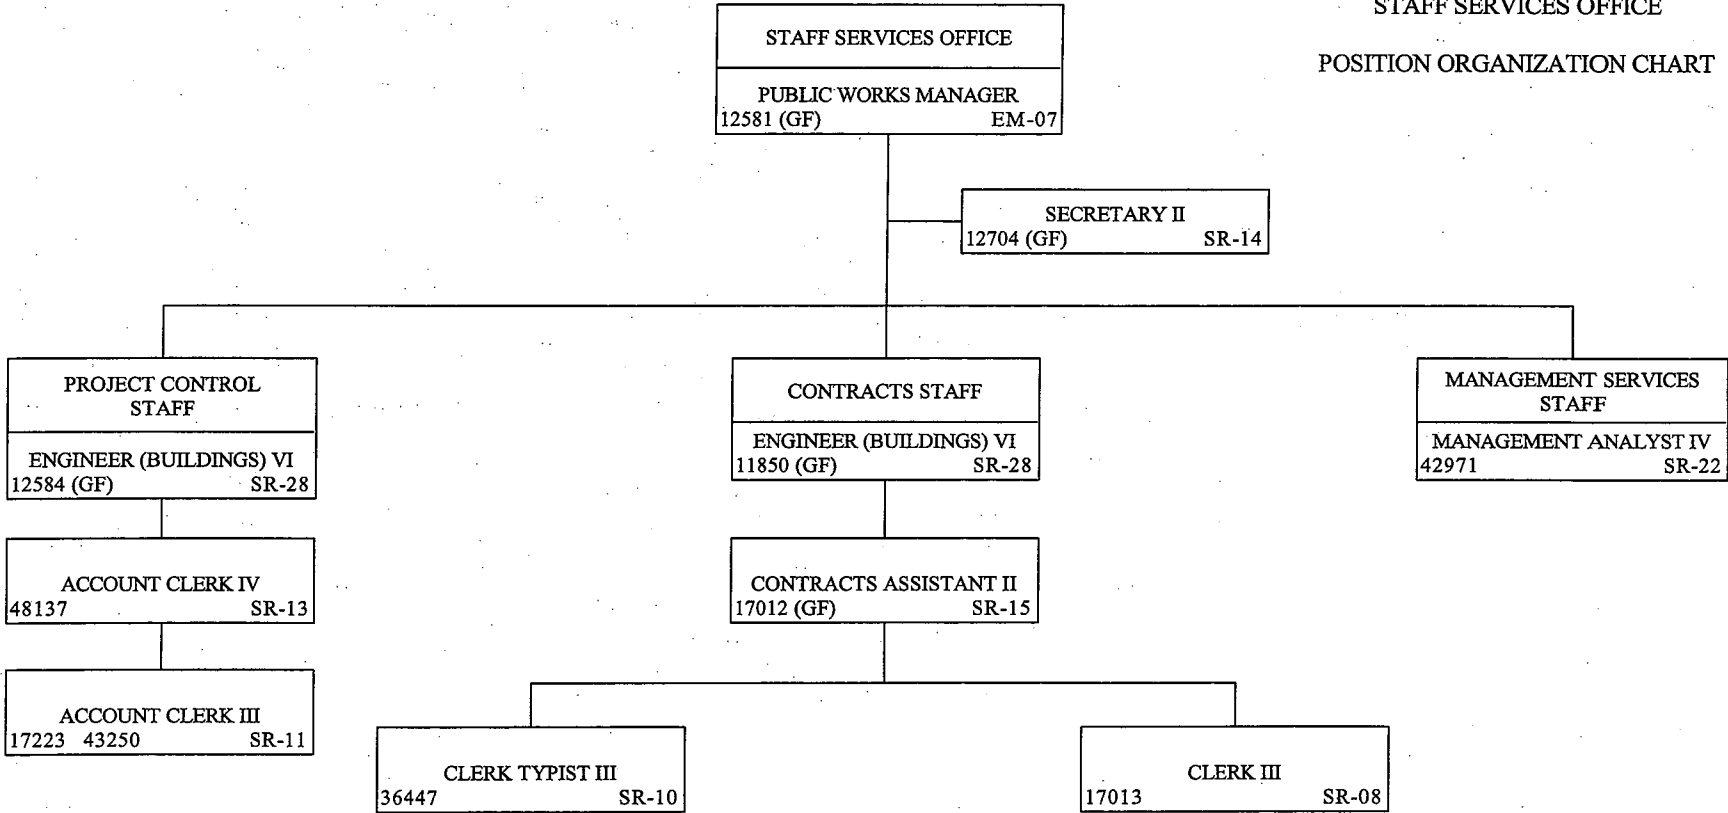 STAFF SERVICES OFFICE
POSITION ORGANIZATION CHART
STAFF SERVICES OFFICE
PUBLIC WORKS MANAGER
12581 (GF) EM-07
SECRETARY II
12704 (GF) SR-14
PROJECT CONTROL
STAFF
ENGINEER (BUILDINGS) VI
12584 (GF) SR-28
CONTRACTS STAFF
ENGINEER (BUILDINGS) VI
11850 (GF) SR-28
MANAGEMENT SERVICES
STAFF
MANAGEMENT ANALYST IV
42971 SR-22
ACCOUNT CLERK IV
48137 SR-13
CONTRACTS ASSISTANT II
17012 (GF) SR-15
ACCOUNT CLERK III
17223 43250 SR-11
CLERK TYPIST III
36447 SR-10
CLERK III
17013 SR-08